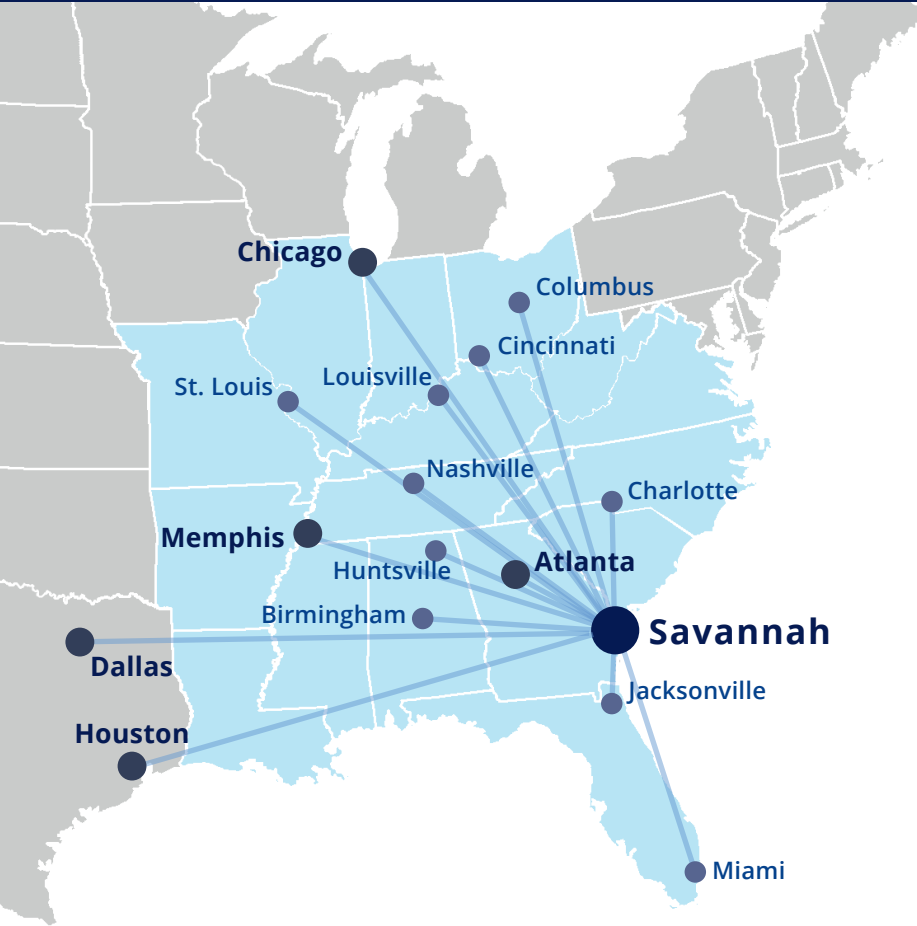 Chicago
Columbus
Cincinnati
Louisville
St. Louis
Nashville
Charlotte
Memphis
Atlanta
Huntsville
Birmingham
Savannah
Dallas
Jacksonville
Houston
Miami